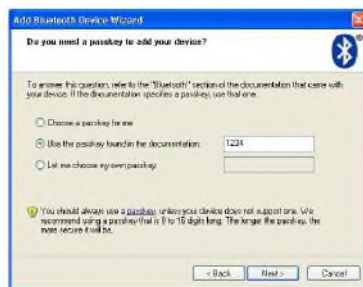 Add Bluetooth Device Wizard
Do you need a passkey to add your device?
To answer this question, refer to the "Bluetooth" section of the documentation that came with
your device. If the documentation specifies a passkey, use that one.
Choose a passkey for me
Use the passkey found in the documentation:
1234
Let me choose my own passkey:
You should always use a passkey, unless your device does not support one. We
recommend using a passkey that is 8 to 16 digits long. The longer the passkey, the
more secure it will be.
< Back
Next >
Cancel